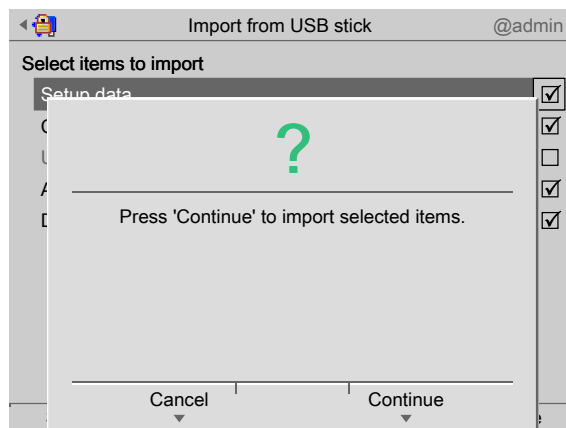 Import from USB stick @admin
Select items to import
Setup data
?
Press 'Continue' to import selected items.
Cancel Continue